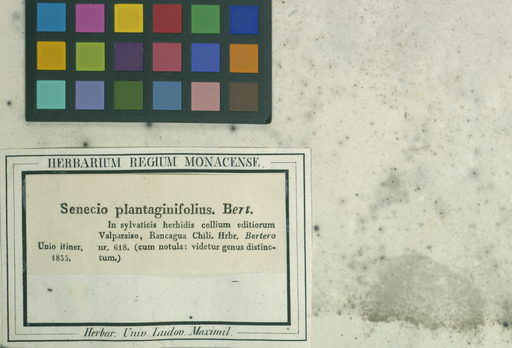 HERBARIUM REGIUM MONACENSE
Senecio plantaginifolius. Bert.
In sylvaticis herbidis collium editiorum
Valparaiso, Rancagua Chili. Hrbr. Bertero
Unio itiner, nr. 618. (cum notula: videtur genus distinc-
1835. tum.)
Herbar. Univ. Ludov. Maximil.